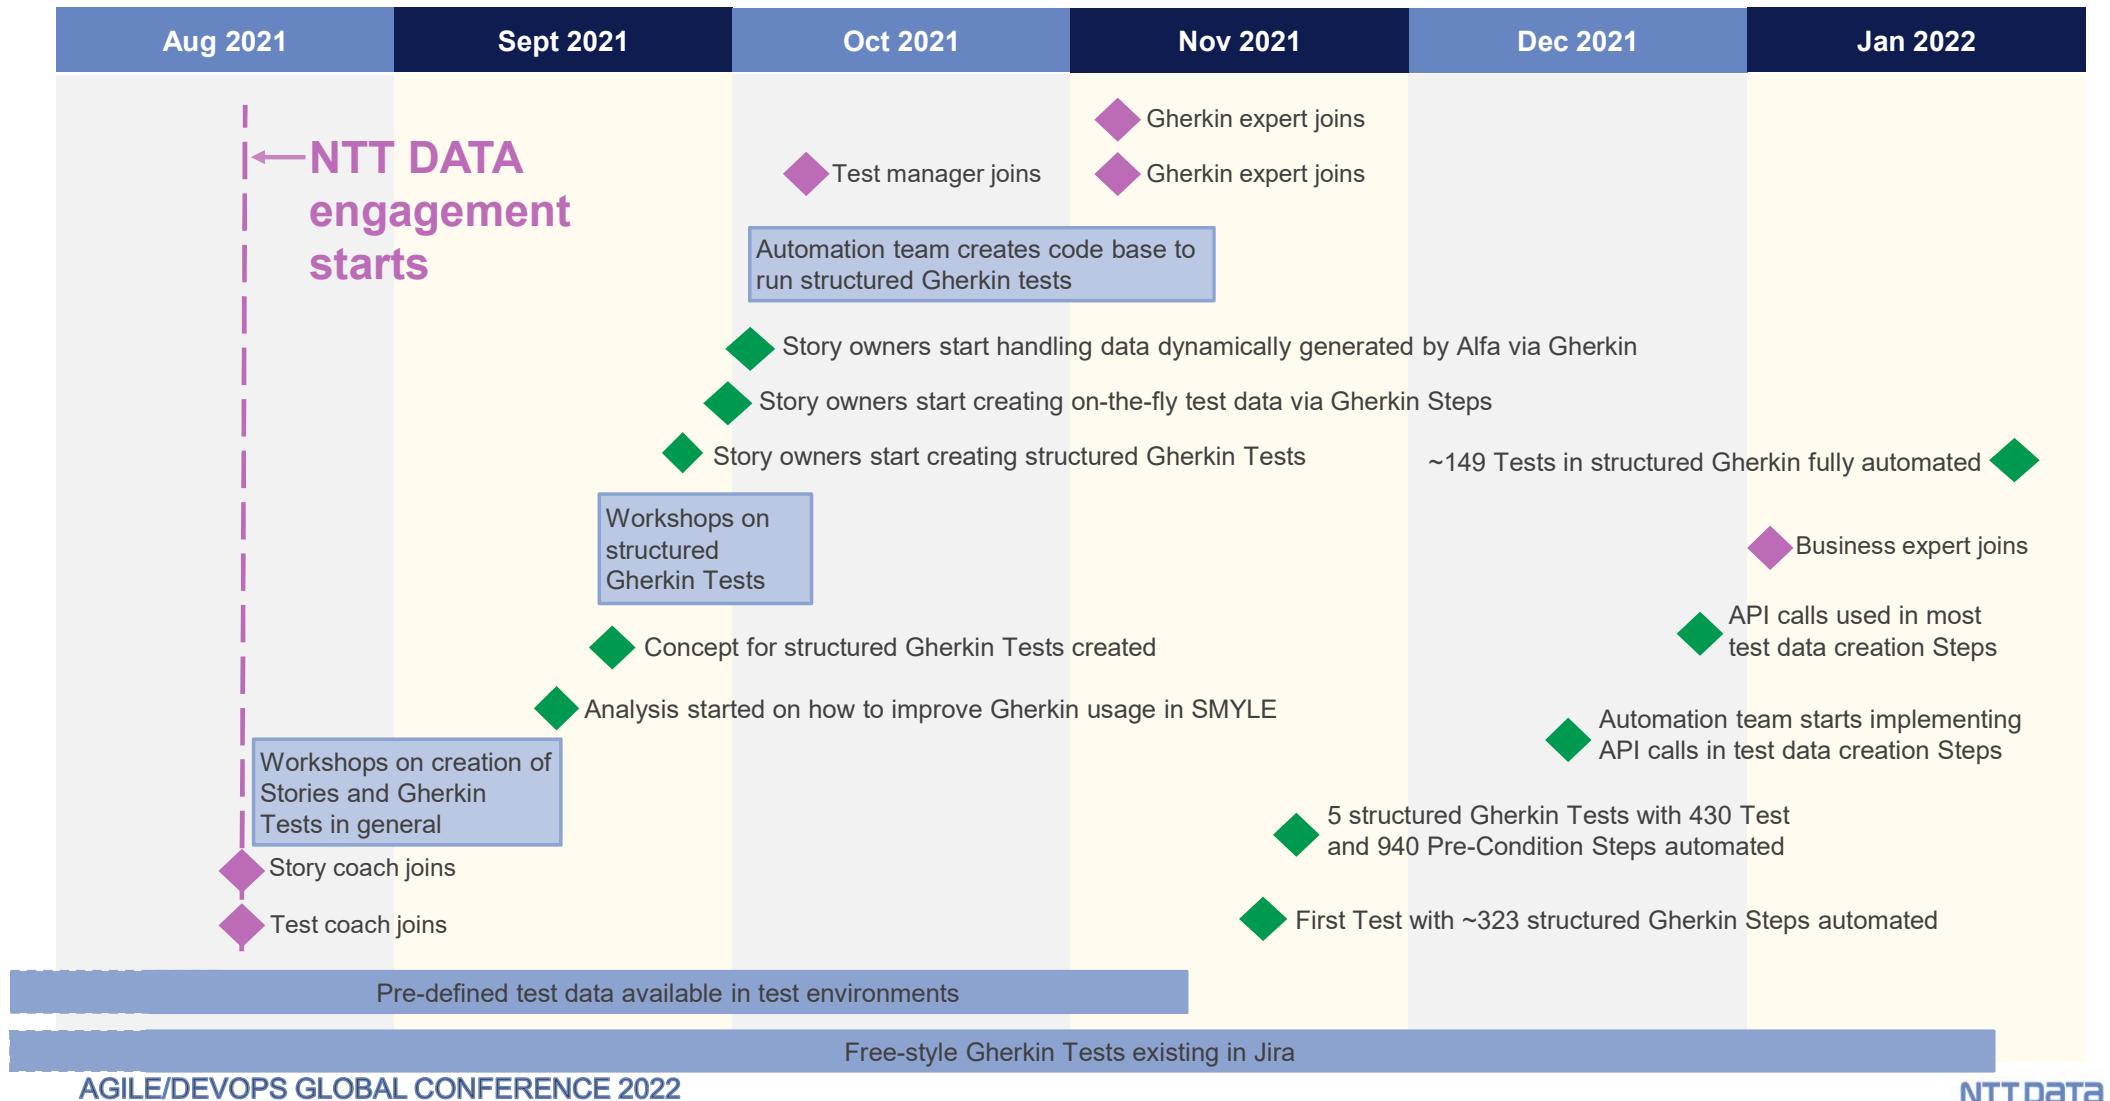 Aug 2021
Sept 2021
Oct 2021
Nov 2021
Dec 2021
Jan 2022
NTT DATA
engagement
starts
Gherkin expert joins
Test manager joins
Gherkin expert joins
Automation team creates code base to
run structured Gherkin tests
Story owners start handling data dynamically generated by Alfa via Gherkin
Story owners start creating on-the-fly test data via Gherkin Steps
Story owners start creating structured Gherkin Tests
~149 Tests in structured Gherkin fully automated
Workshops on
structured
Gherkin Tests
Business expert joins
API calls used in most
test data creation Steps
Concept for structured Gherkin Tests created
Analysis started on how to improve Gherkin usage in SMYLE
Automation team starts implementing
API calls in test data creation Steps
Workshops on creation of
Stories and Gherkin
Tests in general
5 structured Gherkin Tests with 430 Test
and 940 Pre-Condition Steps automated
Story coach joins
Test coach joins
First Test with ~323 structured Gherkin Steps automated
Pre-defined test data available in test environments
Free-style Gherkin Tests existing in Jira
AGILE/DEVOPS GLOBAL CONFERENCE 2022
NTT DATA